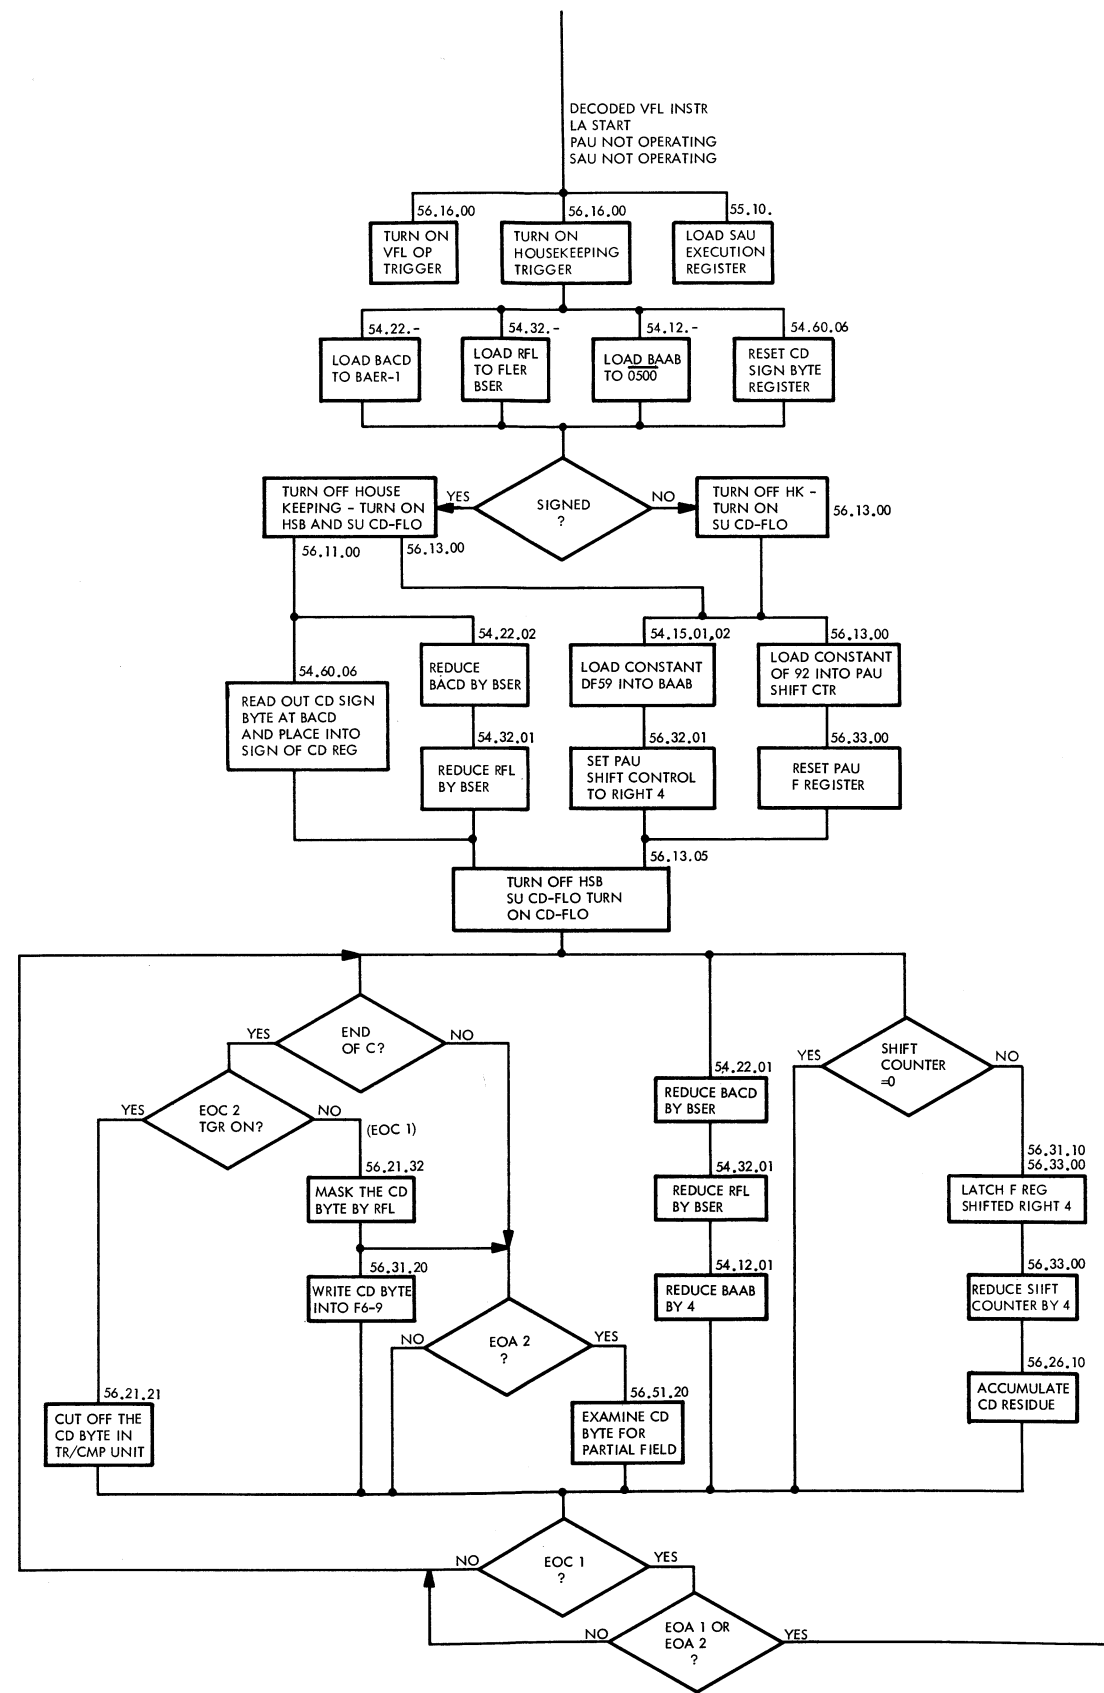 DECODED VFL INSTR
LA START
PAU NOT OPERATING
SAU NOT OPERATING
56.16.00
56.16.00
55.10.
TURN ON
VFL OP
TRIGGER
TURN ON
HOUSEKEEPING
TRIGGER
LOAD SAU
EXECUTION
REGISTER
54.22.-
54.32.-
54.12.-
54.60.06
LOAD BACD
TO BAER-1
LOAD RFL
TO FLER
BSER
LOAD BAAB
TO 0500
RESET CD
SIGN BYTE
REGISTER
TURN OFF HOUSE
KEEPING - TURN ON
HSB AND SU CD-FLO
YES
SIGNED
?
NO
TURN OFF HK -
TURN ON
SU CD-FLO
56.13.00
56.11.00
56.13.00
54.22.02
54.15.01,02
56.13.00
54.60.06
REDUCE
BACD BY BSER
LOAD CONSTANT
DF59 INTO BAAB
LOAD CONSTANT
OF 92 INTO PAU
SHIFT CTR
READ OUT CD SIGN
BYTE AT BACD
AND PLACE INTO
SIGN OF CD REG
54.32.01
56.32.01
56.33.00
REDUCE RFL
BY BSER
SET PAU
SHIFT CONTROL
TO RIGHT 4
RESET PAU
F REGISTER
56.13.05
TURN OFF HSB
SU CD-FLO TURN
ON CD-FLO
YES
END
OF C?
NO
YES
SHIFT
COUNTER
=0
NO
54.22.01
REDUCE BACD
BY BSER
YES
EOC 2
TGR ON?
NO
(EOC 1)
56.21.32
MASK THE CD
BYTE BY RFL
54.32.01
REDUCE RFL
BY BSER
56.31.10
56.33.00
LATCH F REG
SHIFTED RIGHT 4
56.31.20
WRITE CD BYTE
INTO F6-9
54.12.01
REDUCE BAAB
BY 4
56.33.00
REDUCE SIIFT
COUNTER BY 4
NO
EOA 2
?
YES
56.26.10
ACCUMULATE
CD RESIDUE
56.21.21
CUT OFF THE
CD BYTE IN
TR/CMP UNIT
56.51.20
EXAMINE CD
BYTE FOR
PARTIAL FIELD
NO
EOC 1
?
YES
NO
EOA 1 OR
EOA 2
?
YES